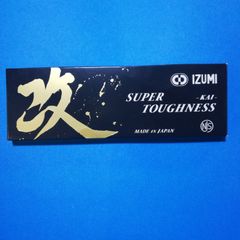 改
IZUMI
SUPER -KAI-
TOUGHNESS
MADE IN JAPAN